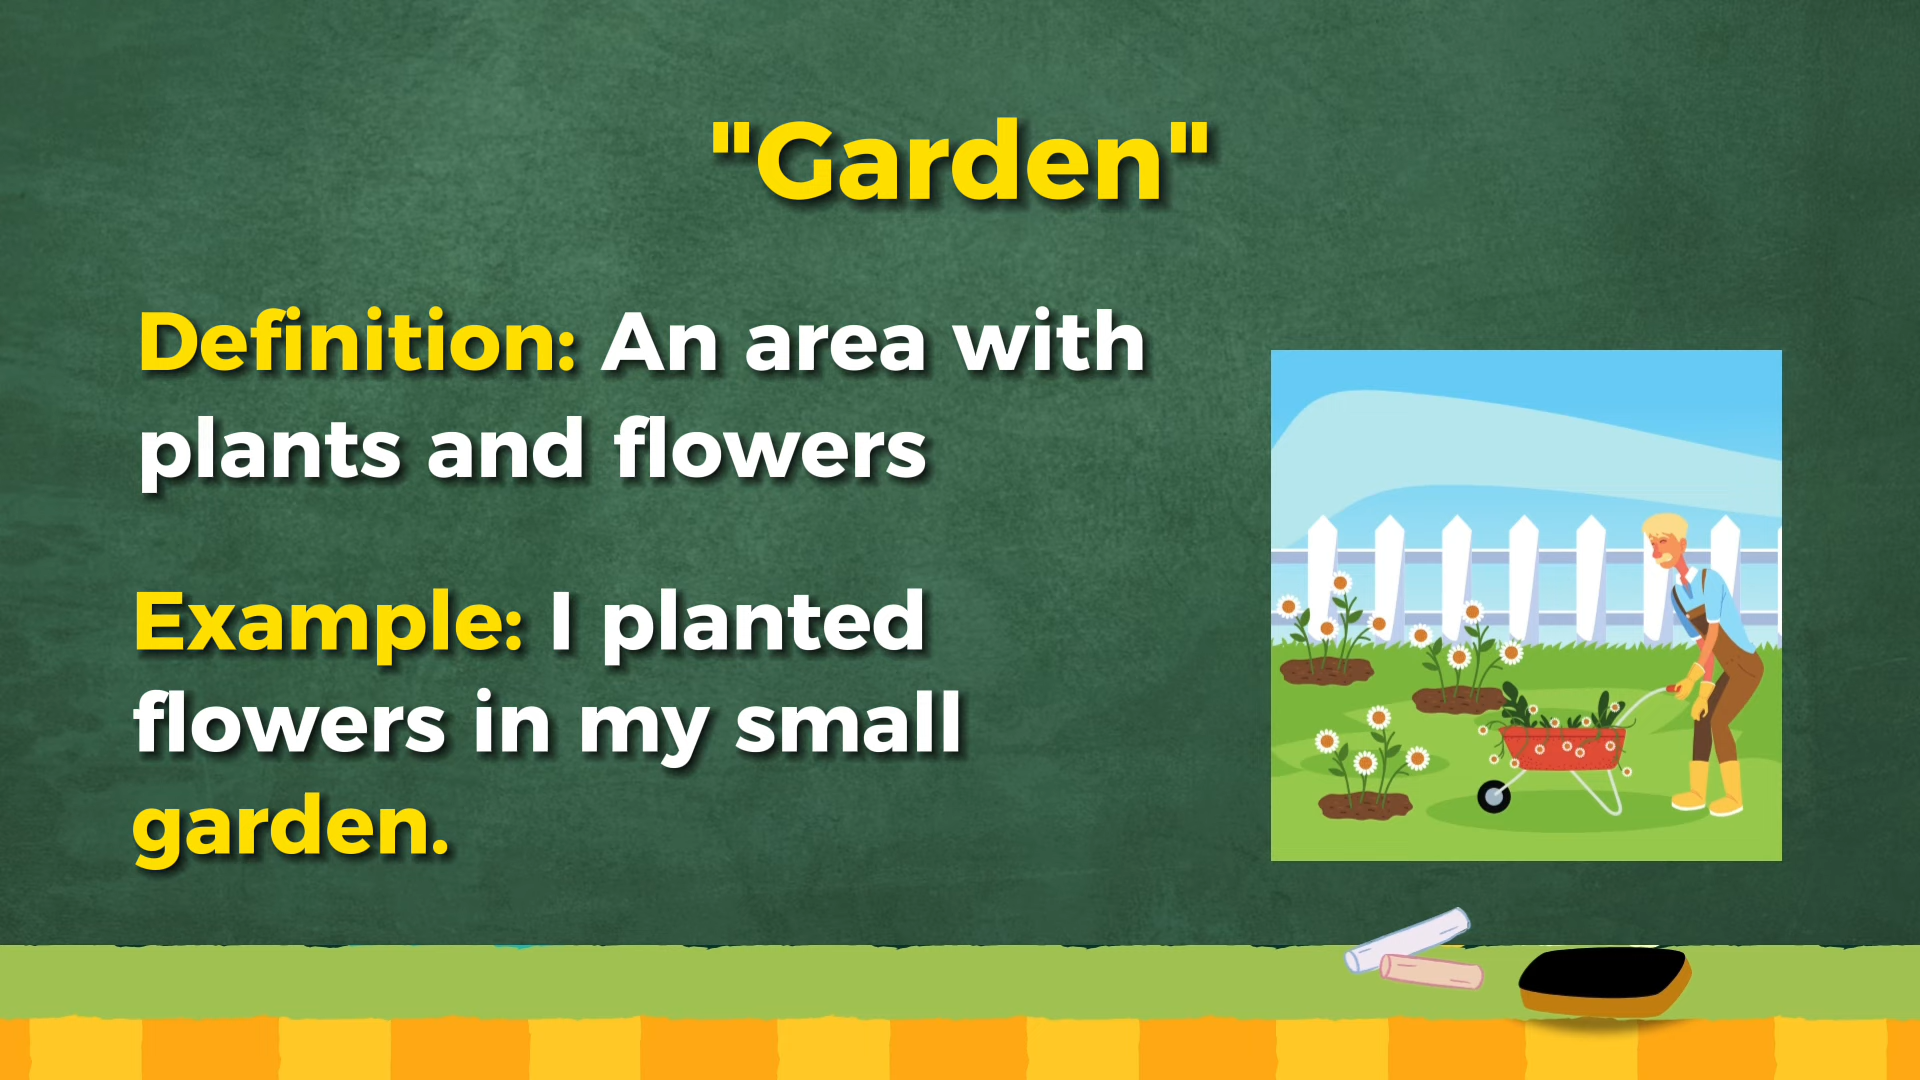 "Garden"
Definition: An area with
plants and flowers
Example: I planted
flowers in my small
garden.